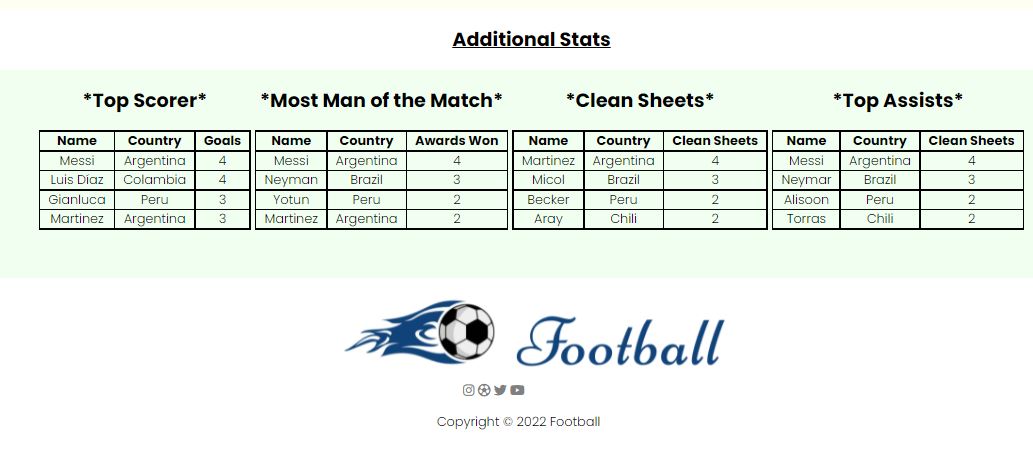 Additional Stats
*Top Scorer* *Most Man of the Match* *Clean Sheets* *Top Assists*
Name Country Goals Name Country Awards Won Name Country Clean Sheets Name Country Clean Sheets
Messi Argentina 4 Messi Argentina 4 Martinez Argentina 4 Messi Argentina 4
Luis Díaz Colambia 4 Neyman Brazil 3 Micol Brazil 3 Neymar Brazil 3
Gianluca Peru 3 Yotun Peru 2 Becker Peru 2 Alisoon Peru 2
Martinez Argentina 3 Martinez Argentina 2 Aray Chili 2 Torras Chili 2
Football
Copyright © 2022 Football